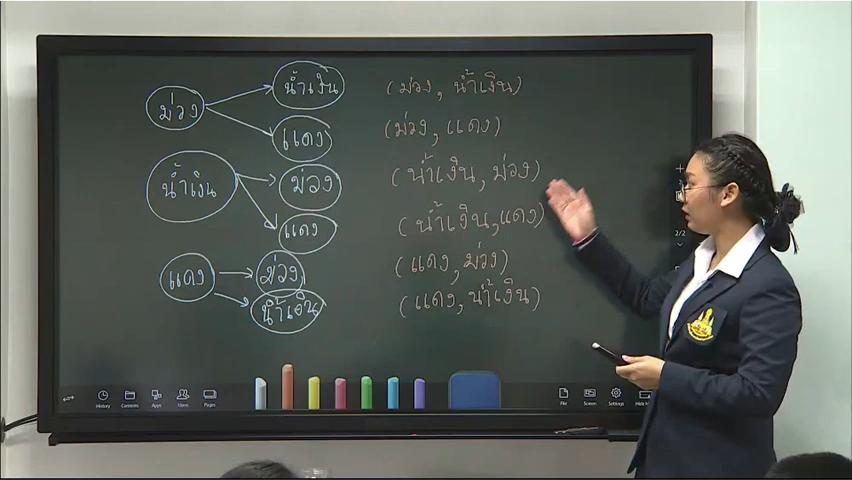 ม่วง น้ำเงิน (ม่วง, น้ำเงิน)
แดง (ม่วง, แดง)
น้ำเงิน ม่วง (น้ำเงิน, ม่วง)
แดง (น้ำเงิน,แดง)
แดง ม่วง (แดง,ม่วง)
น้ำเงิน (แดง,น้ำเงิน)
2/2
History Contents Apps More Pages File Screen Settings